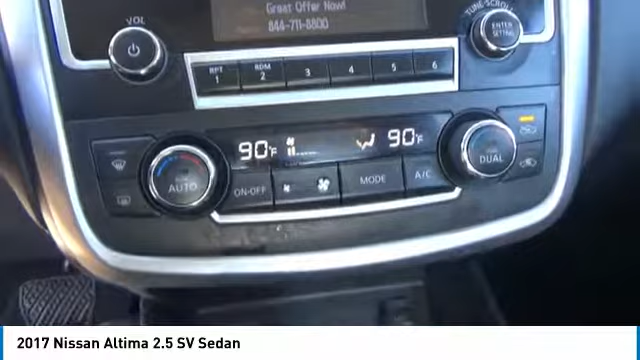 Great Offer Now!
844-711-8800
VOL
TUNE·SCROLL
ENTER
SETTING
RPT
1
RDM
2
3
4
5
6
90°F
90°F
AUTO
ON·OFF
MODE
A/C
DUAL
2017 Nissan Altima 2.5 SV Sedan